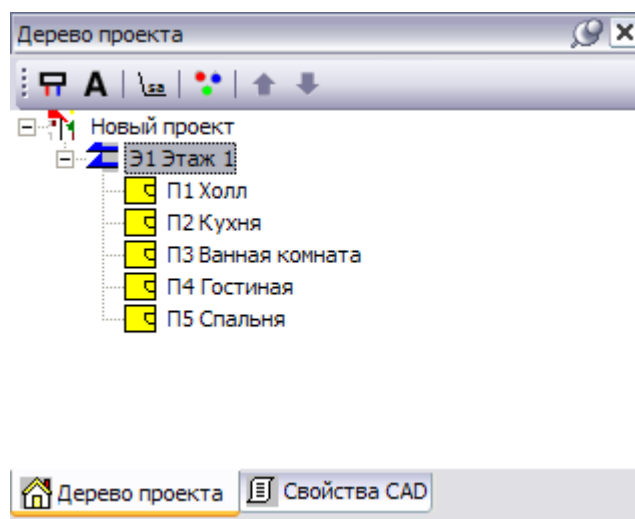 Дерево проекта
A \sa
Новый проект
Э1 Этаж 1
П1 Холл
П2 Кухня
П3 Ванная комната
П4 Гостиная
П5 Спальня
Дерево проекта Свойства CAD